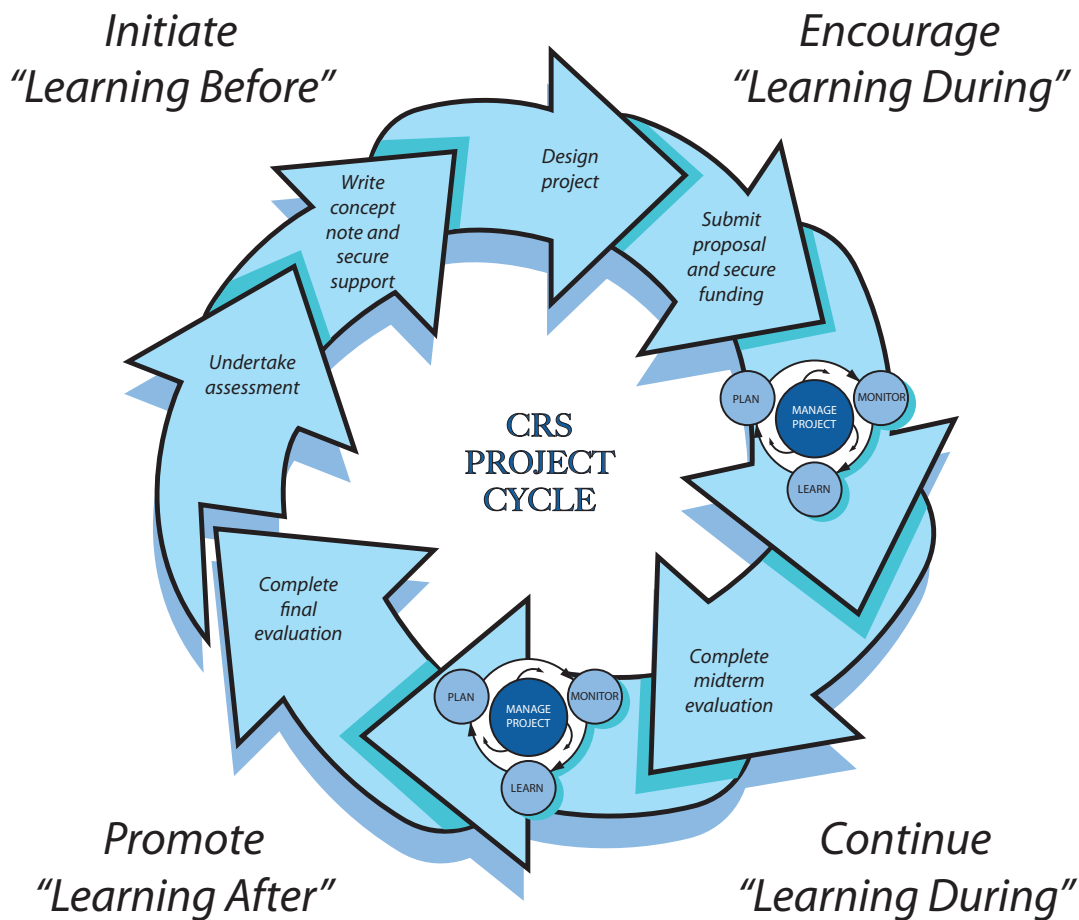 Initiate
“Learning Before”
Encourage
“Learning During”
Design
project
Write
concept
note and
secure
support
Submit
proposal
and secure
funding
Undertake
assessment
PLAN
MONITOR
MANAGE
PROJECT
LEARN
CRS
PROJECT
CYCLE
Complete
final
evaluation
Complete
midterm
evaluation
PLAN
MONITOR
MANAGE
PROJECT
LEARN
Promote
“Learning After”
Continue
“Learning During”